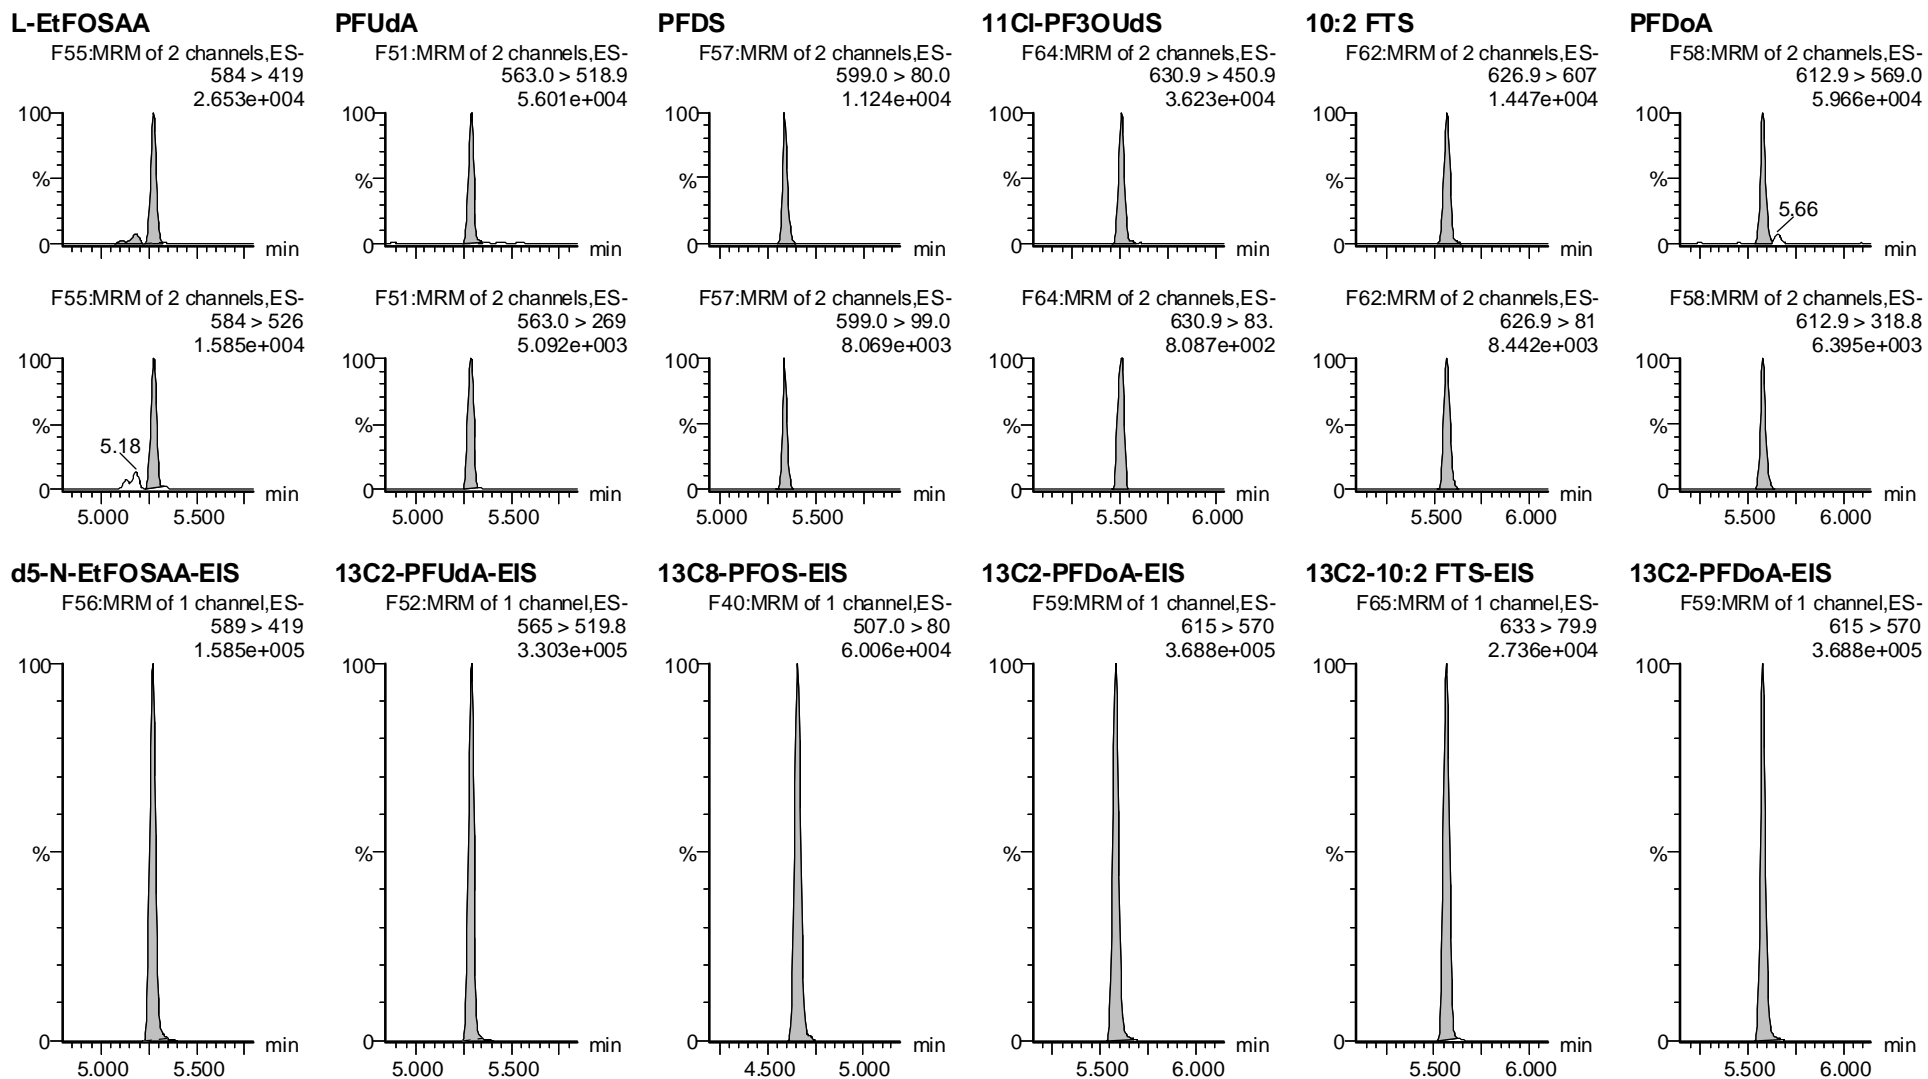 L-EtFOSAA
F55:MRM of 2 channels,ES-
584 > 419
2.653e+004
100
%
0
min
PFUdA
F51:MRM of 2 channels,ES-
563.0 > 518.9
5.601e+004
100
%
0
min
PFDS
F57:MRM of 2 channels,ES-
599.0 > 80.0
1.124e+004
100
%
0
min
11Cl-PF3OUdS
F64:MRM of 2 channels,ES-
630.9 > 450.9
3.623e+004
100
%
0
min
10:2 FTS
F62:MRM of 2 channels,ES-
626.9 > 607
1.447e+004
100
%
0
min
PFDoA
F58:MRM of 2 channels,ES-
612.9 > 569.0
5.966e+004
100
5.66
%
0
min
F55:MRM of 2 channels,ES-
584 > 526
1.585e+004
100
%
5.18
0
min
5.000 5.500
F51:MRM of 2 channels,ES-
563.0 > 269
5.092e+003
100
%
0
min
5.000 5.500
F57:MRM of 2 channels,ES-
599.0 > 99.0
8.069e+003
100
%
0
min
5.000 5.500
F64:MRM of 2 channels,ES-
630.9 > 83.
8.087e+002
100
%
0
min
5.500 6.000
F62:MRM of 2 channels,ES-
626.9 > 81
8.442e+003
100
%
0
min
5.500 6.000
F58:MRM of 2 channels,ES-
612.9 > 318.8
6.395e+003
100
%
0
min
5.500 6.000
d5-N-EtFOSAA-EIS
F56:MRM of 1 channel,ES-
589 > 419
1.585e+005
100
%
0
min
5.000 5.500
13C2-PFUdA-EIS
F52:MRM of 1 channel,ES-
565 > 519.8
3.303e+005
100
%
0
min
5.000 5.500
13C8-PFOS-EIS
F40:MRM of 1 channel,ES-
507.0 > 80
6.006e+004
100
%
0
min
4.500 5.000
13C2-PFDoA-EIS
F59:MRM of 1 channel,ES-
615 > 570
3.688e+005
100
%
0
min
5.500 6.000
13C2-10:2 FTS-EIS
F65:MRM of 1 channel,ES-
633 > 79.9
2.736e+004
100
%
0
min
5.500 6.000
13C2-PFDoA-EIS
F59:MRM of 1 channel,ES-
615 > 570
3.688e+005
100
%
0
min
5.500 6.000